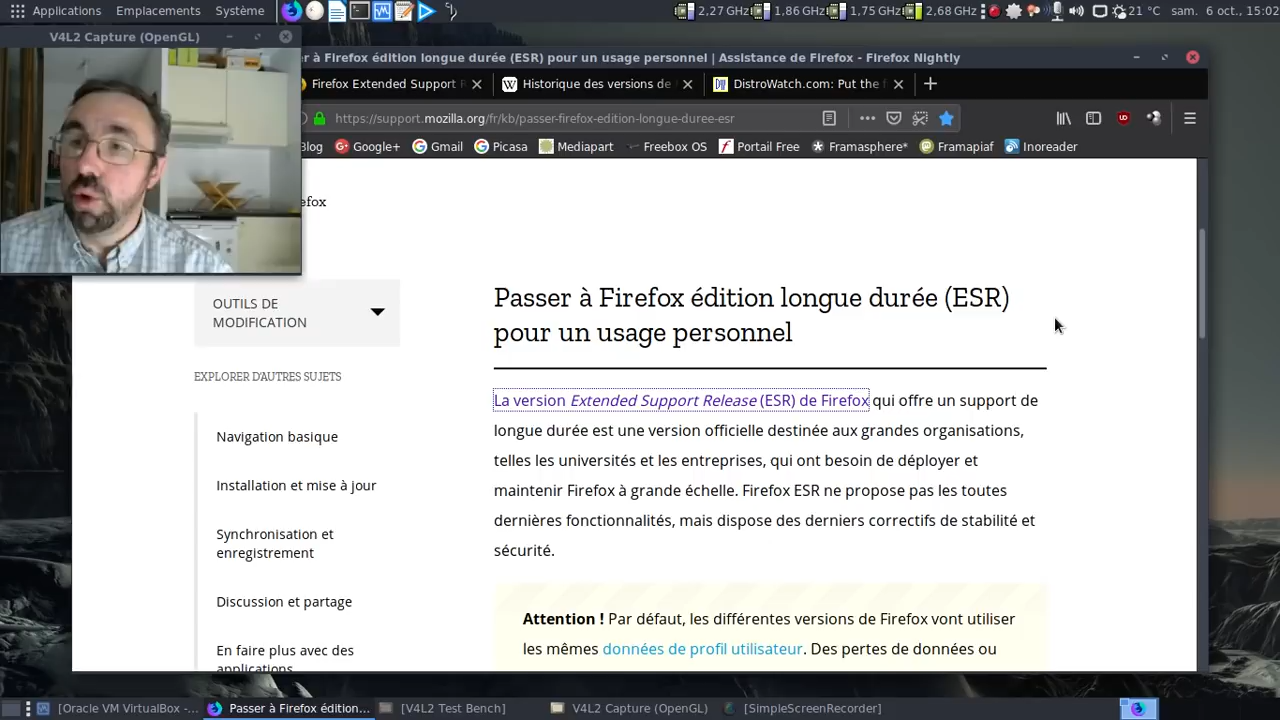 Applications Emplacements Système 2,27 GHz 1,86 GHz 1,75 GHz 2,68 GHz 21 °C sam. 6 oct., 15:02
V4L2 Capture (OpenGL)
er à Firefox édition longue durée (ESR) pour un usage personnel | Assistance de Firefox - Firefox Nightly
Firefox Extended Support R Historique des versions de DistroWatch.com: Put the f
https://support.mozilla.org/fr/kb/passer-firefox-edition-longue-duree-esr
Blog Google+ Gmail Picasa Mediapart Freebox OS Portail Free Framasphere* Framapiaf Inoreader
efox
OUTILS DE
MODIFICATION
EXPLORER D'AUTRES SUJETS
Navigation basique
Installation et mise à jour
Synchronisation et
enregistrement
Discussion et partage
En faire plus avec des
applications
Passer à Firefox édition longue durée (ESR)
pour un usage personnel
La version Extended Support Release (ESR) de Firefox qui offre un support de
longue durée est une version officielle destinée aux grandes organisations,
telles les universités et les entreprises, qui ont besoin de déployer et
maintenir Firefox à grande échelle. Firefox ESR ne propose pas les toutes
dernières fonctionnalités, mais dispose des derniers correctifs de stabilité et
sécurité.
Attention ! Par défaut, les différentes versions de Firefox vont utiliser
les mêmes données de profil utilisateur. Des pertes de données ou
[Oracle VM VirtualBox -... Passer à Firefox édition... [V4L2 Test Bench] V4L2 Capture (OpenGL) [SimpleScreenRecorder]